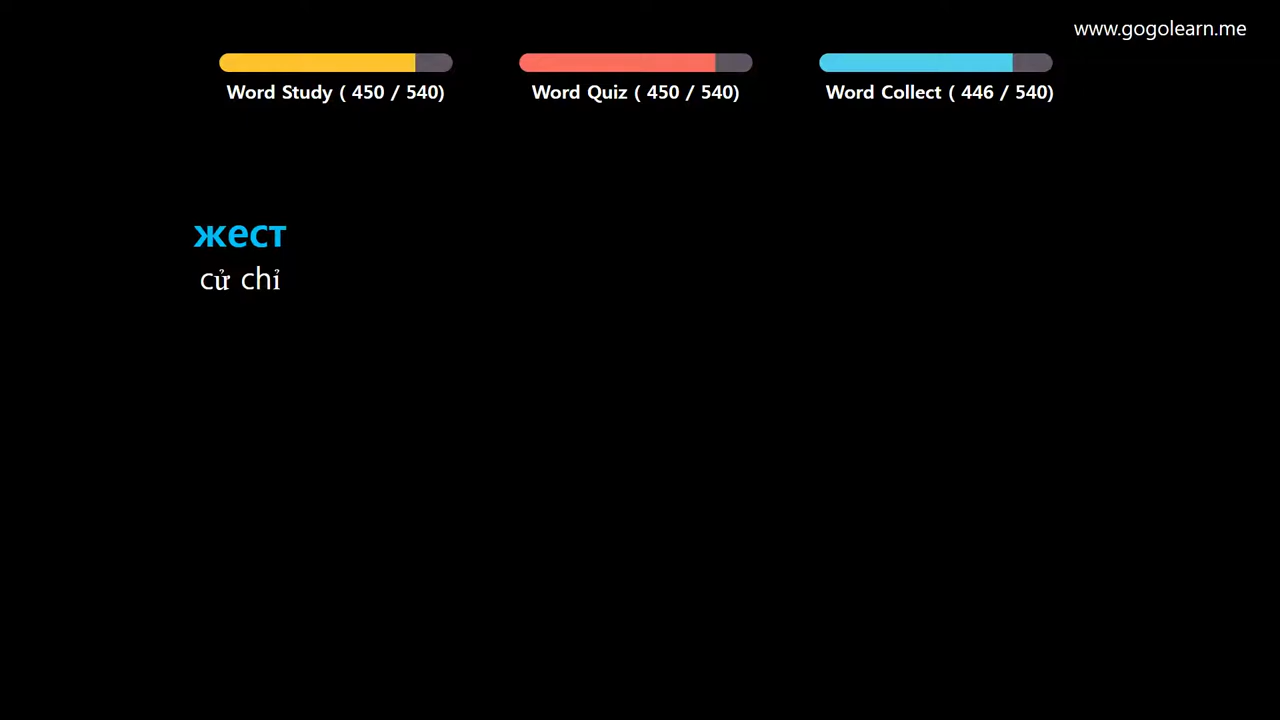 www.gogolearn.me
Word Study ( 450 / 540)
Word Quiz ( 450 / 540)
Word Collect ( 446 / 540)
жест
cử chỉ